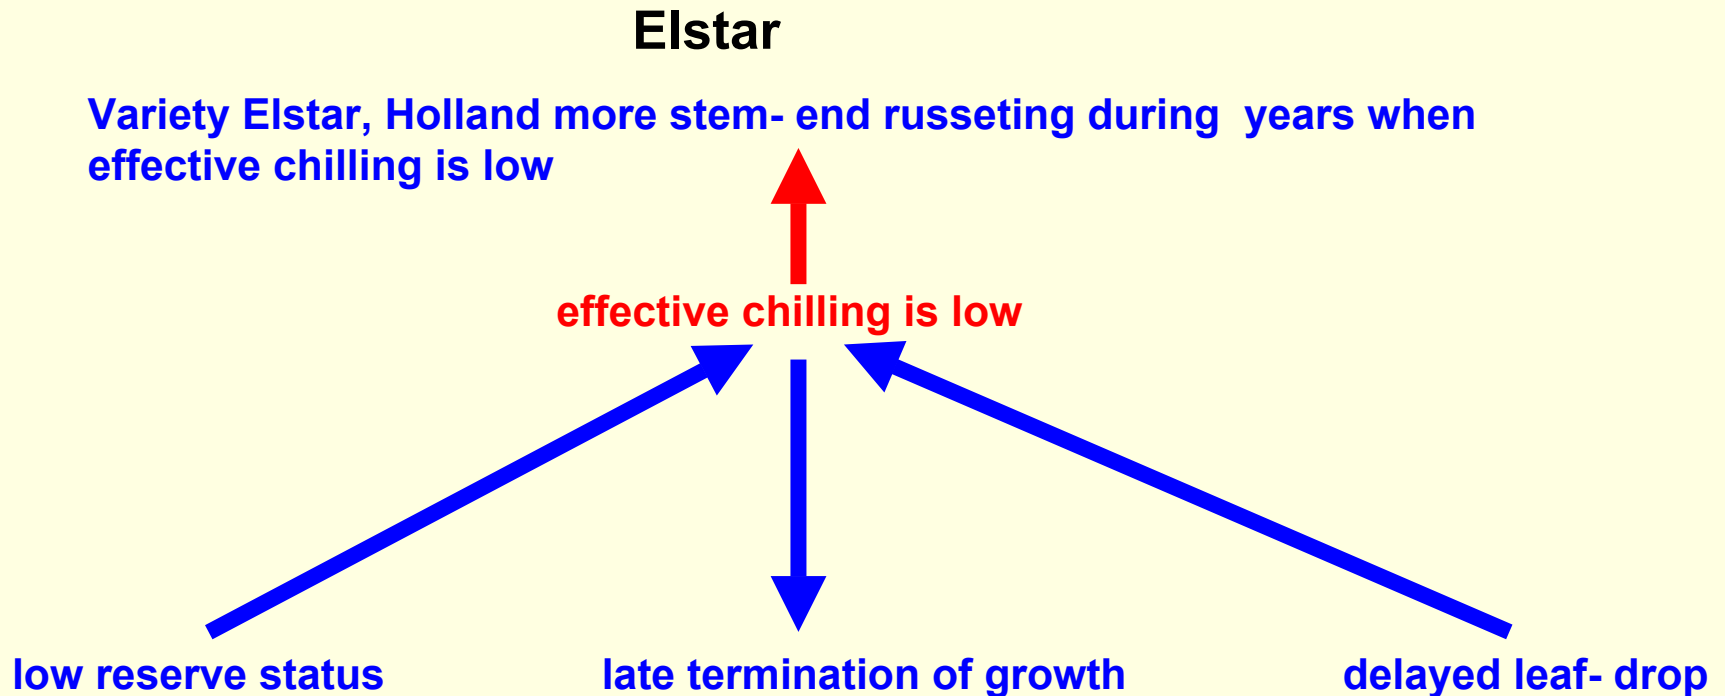 Elstar
Variety Elstar, Holland more stem- end russeting during  years when
effective chilling is low
effective chilling is low
low reserve status
late termination of growth
delayed leaf- drop